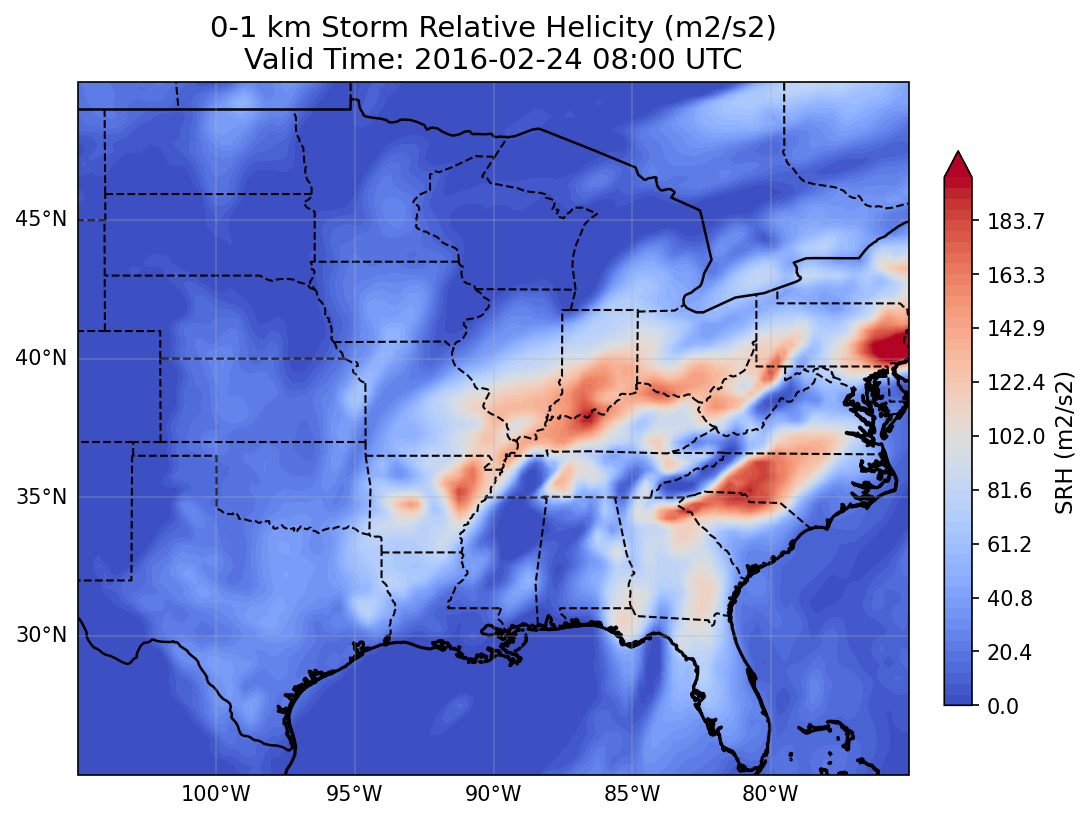 0-1 km Storm Relative Helicity (m2/s2)
Valid Time: 2016-02-24 08:00 UTC
45°N
40°N
35°N
30°N
100°W
95°W
90°W
85°W
80°W
183.7
163.3
142.9
122.4
102.0
81.6
61.2
40.8
20.4
0.0
SRH (m2/s2)